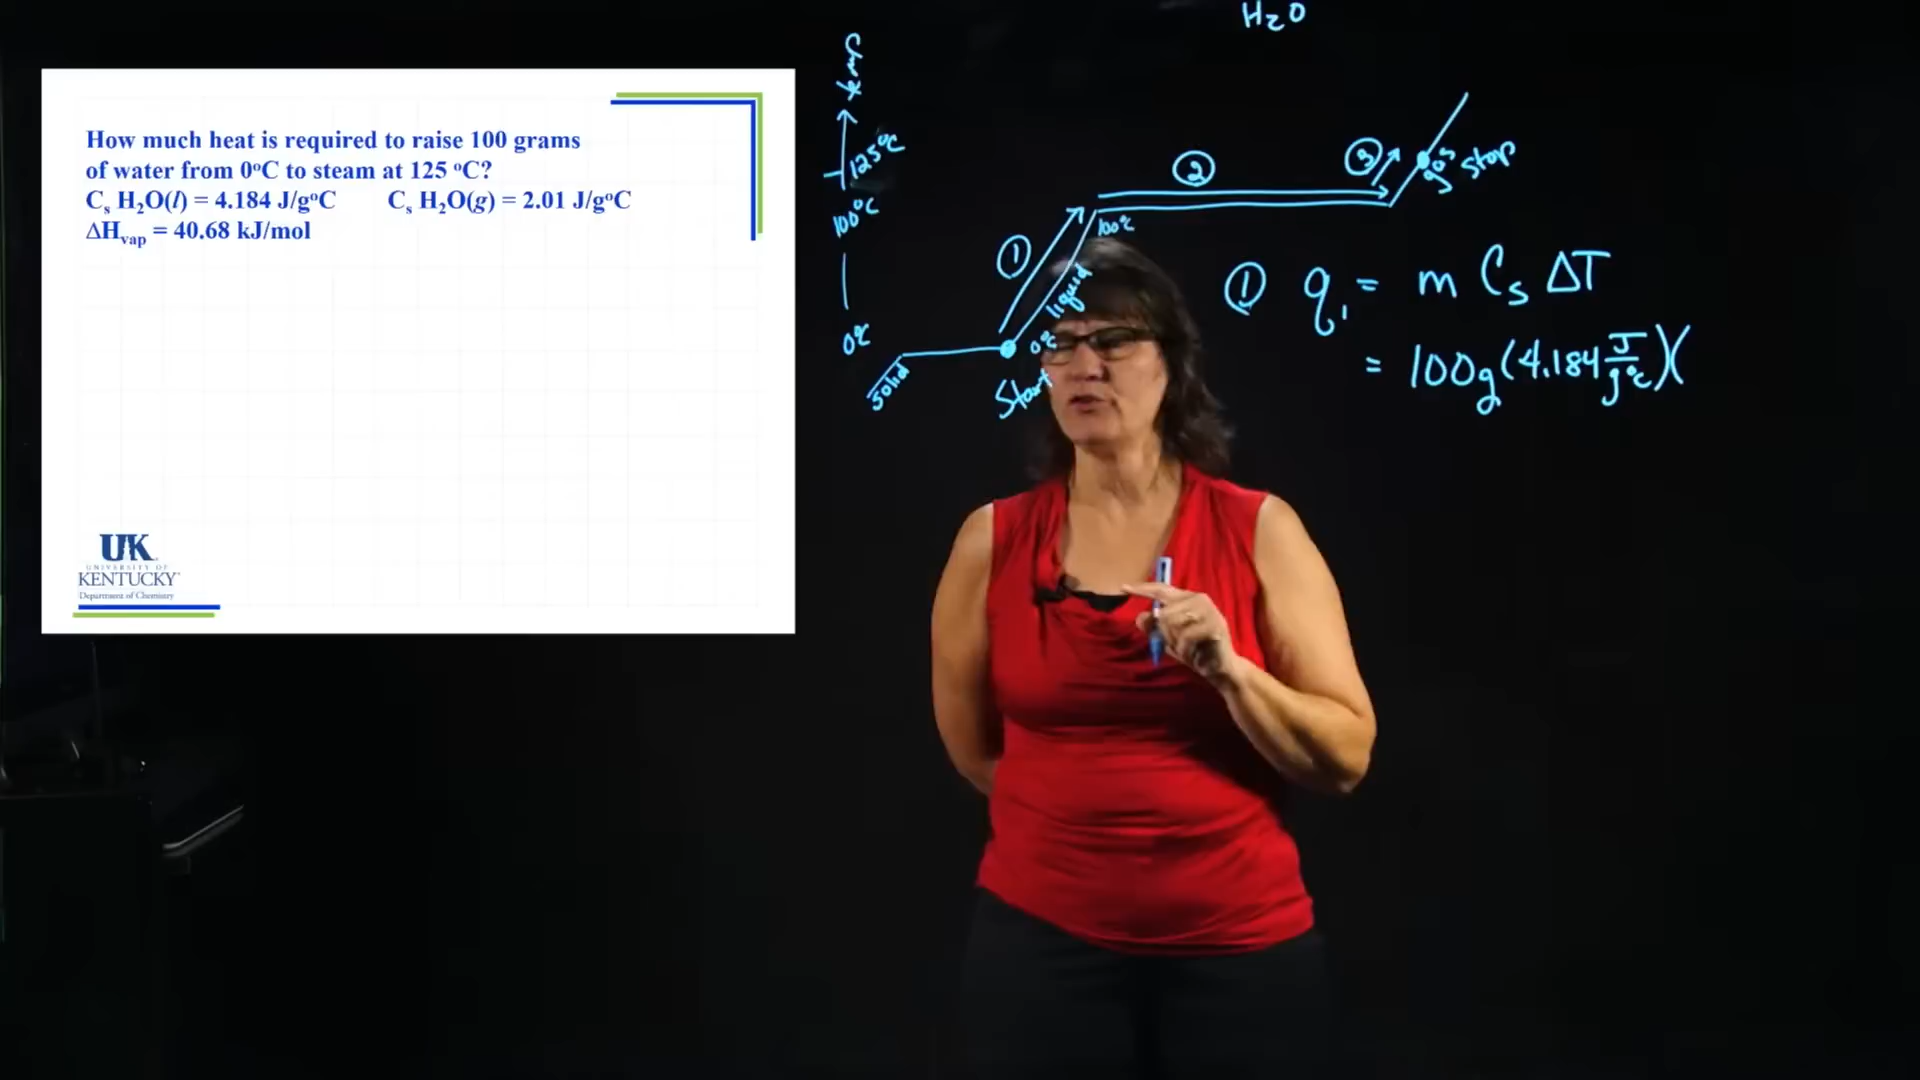 How much heat is required to raise 100 grams
of water from 0°C to steam at 125 °C?
Cs H2O(l) = 4.184 J/g°C Cs H2O(g) = 2.01 J/g°C
ΔHvap = 40.68 kJ/mol
UK
UNIVERSITY OF
KENTUCKY
Department of Chemistry
H2O
temp
125°C
100°C
0°C
solid
Start
0°C
liquid
100°C
①
②
③
gas
stop
① q1 = m Cs ΔT
= 100g (4.184 J/g°C)(